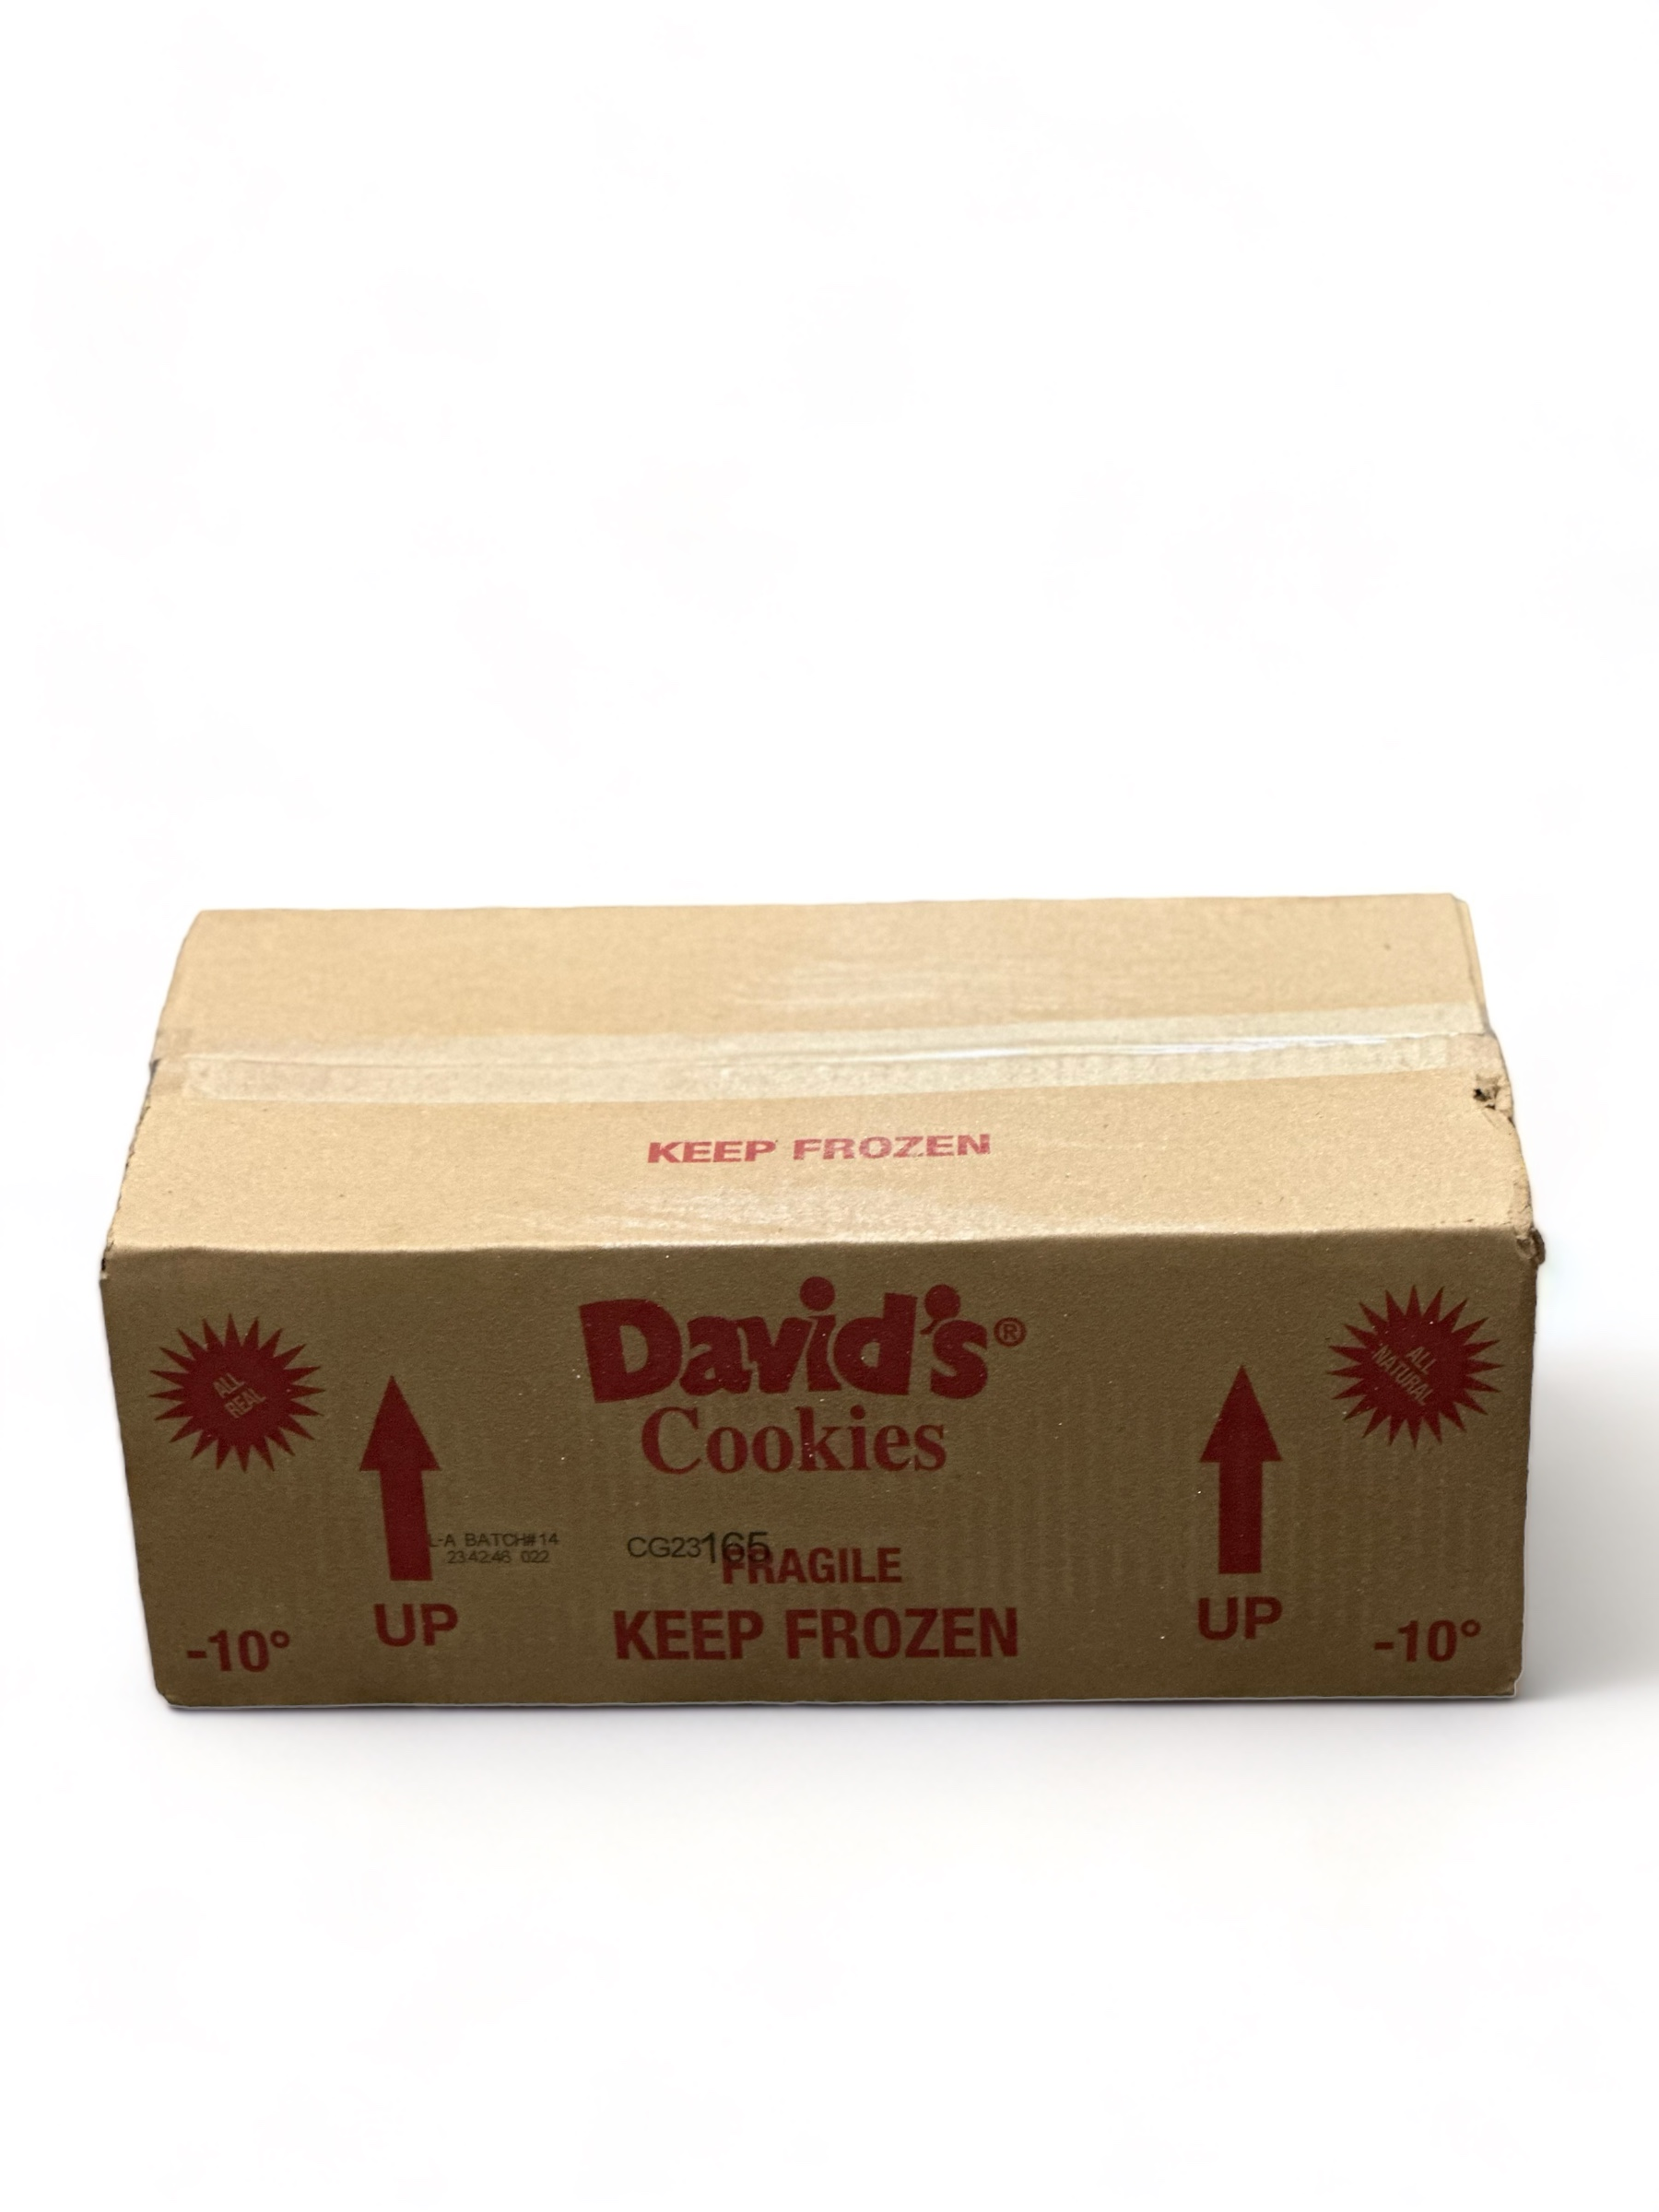 KEEP FROZEN
David's®
Cookies
ALL
REAL
ALL
NATURAL
L-A BATCH#14
23:42:46 022
CG23165
FRAGILE
KEEP FROZEN
UP
UP
-10°
-10°